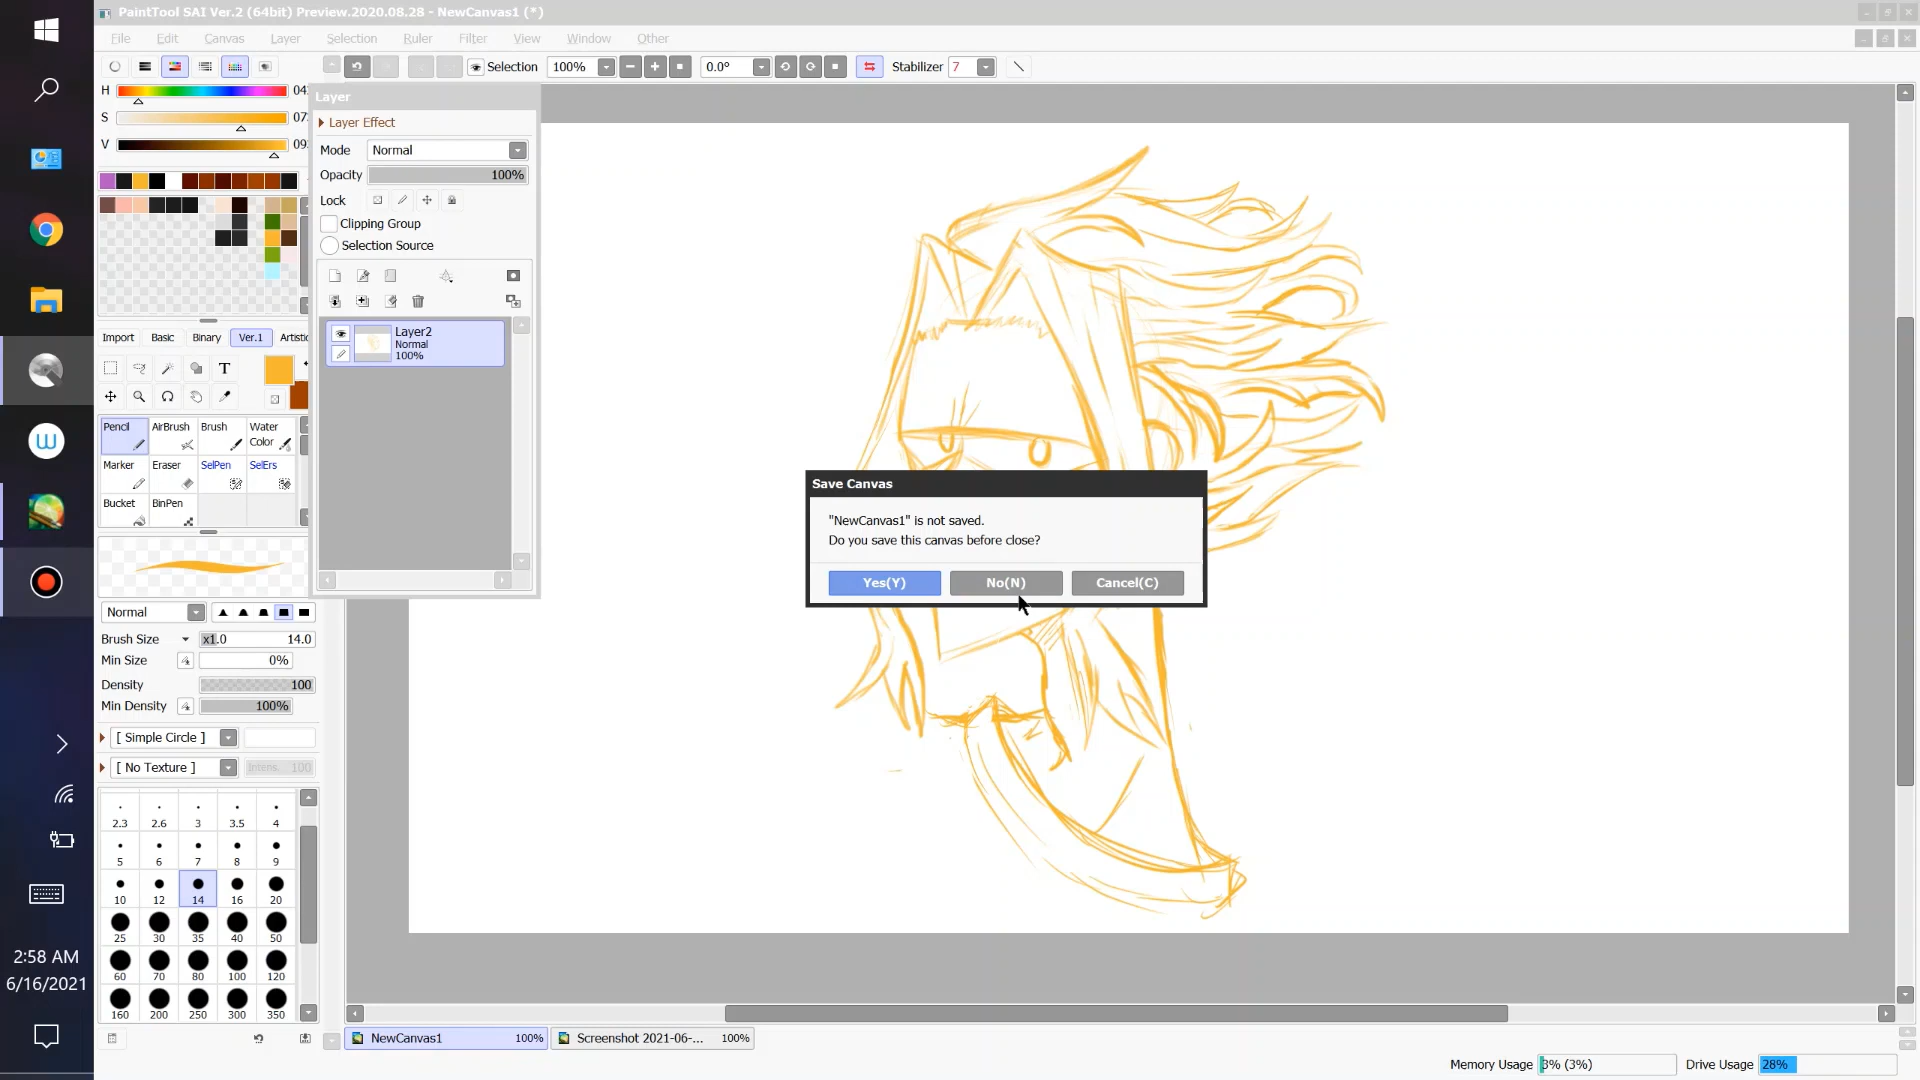 PaintTool SAI Ver.2 (64bit) Preview.2020.08.28 - NewCanvas1 (*)
File Edit Canvas Layer Selection Ruler Filter View Window Other
Selection 100% 0.0° Stabilizer 7
H 04
S 07
V 09
Layer
Layer Effect
Mode Normal
Opacity 100%
Lock
Clipping Group
Selection Source
Layer2
Normal
100%
Import Basic Binary Ver.1 Artistic
T
Pencil AirBrush Brush Water Color
Marker Eraser SelPen SelErs
Bucket BinPen
Normal
Brush Size x1.0 14.0
Min Size 0%
Density 100
Min Density 100%
[ Simple Circle ]
[ No Texture ] Intens. 100
2.3 2.6 3 3.5 4
5 6 7 8 9
10 12 14 16 20
25 30 35 40 50
60 70 80 100 120
160 200 250 300 350
Save Canvas
"NewCanvas1" is not saved.
Do you save this canvas before close?
Yes(Y) No(N) Cancel(C)
2:58 AM
6/16/2021
NewCanvas1 100% Screenshot 2021-06-... 100%
Memory Usage 3% (3%) Drive Usage 28%